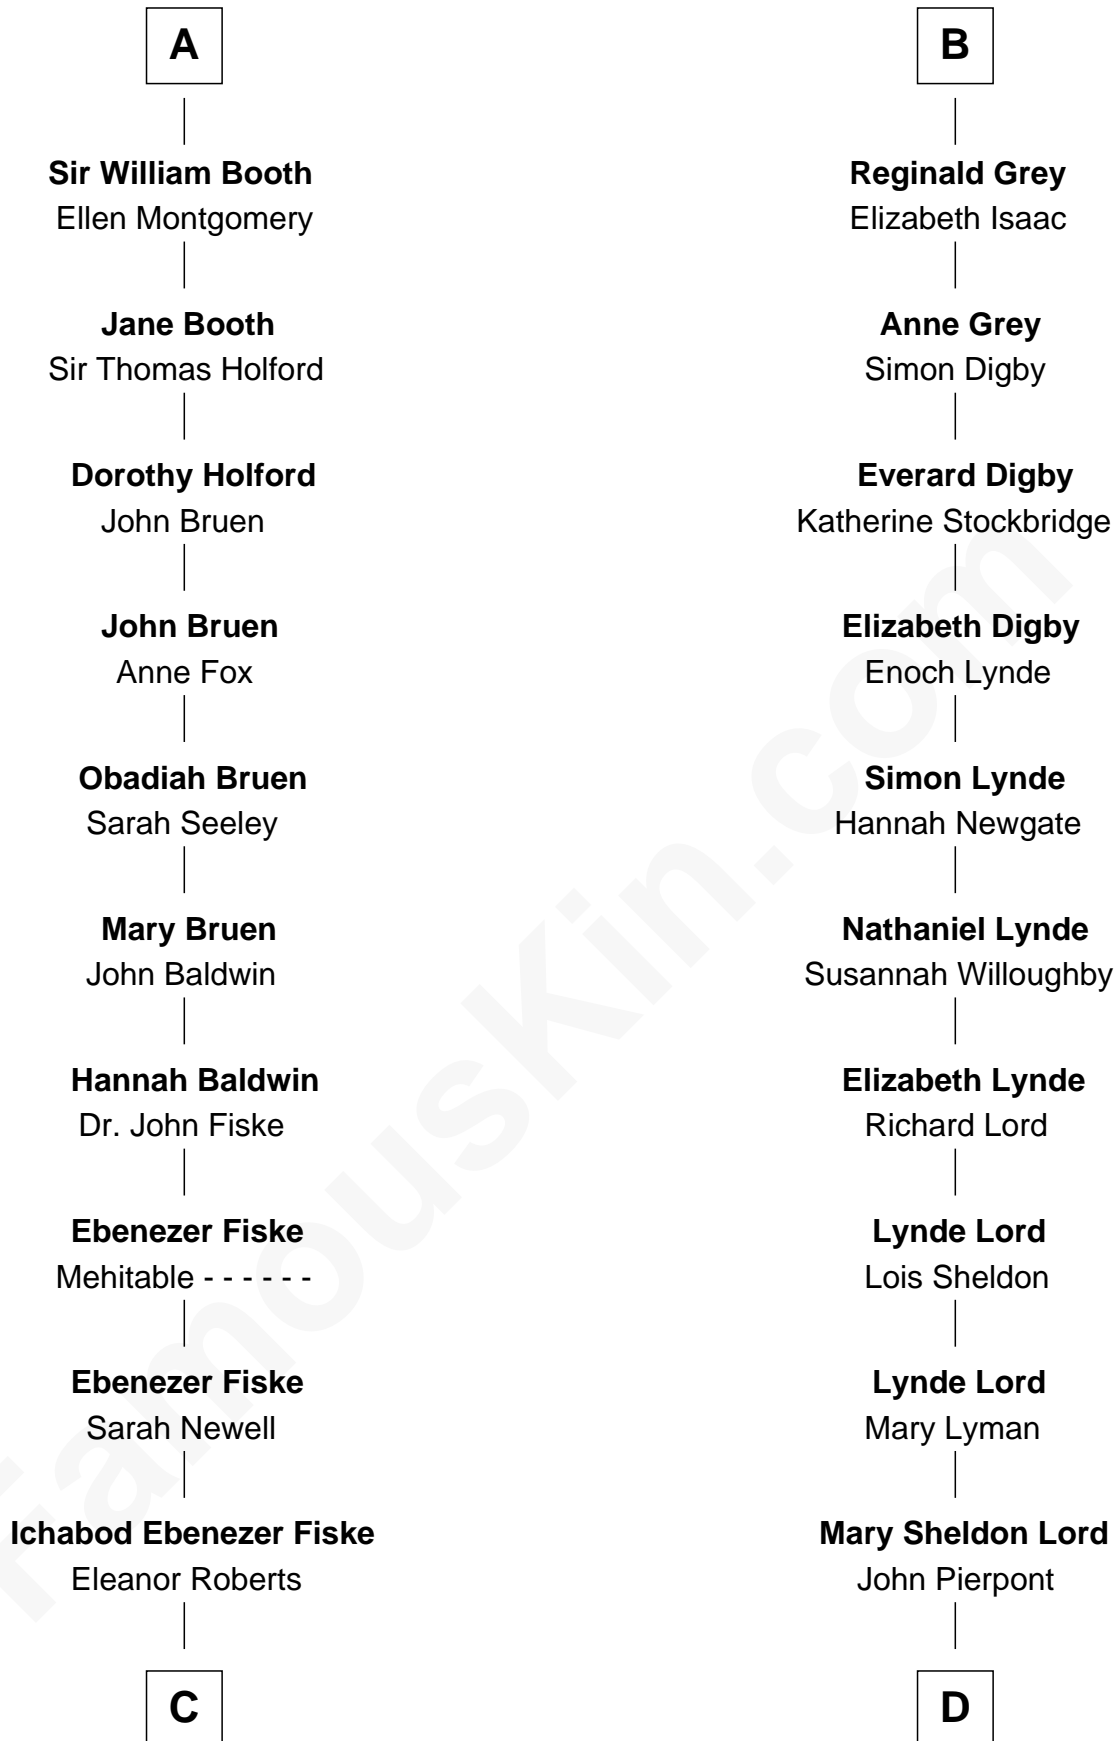 A
Sir William Booth
Ellen Montgomery
Jane Booth
Sir Thomas Holford
Dorothy Holford
John Bruen
John Bruen
Anne Fox
Obadiah Bruen
Sarah Seeley
Mary Bruen
John Baldwin
Hannah Baldwin
Dr. John Fiske
Ebenezer Fiske
Mehitable - - - - - -
Ebenezer Fiske
Sarah Newell
Ichabod Ebenezer Fiske
Eleanor Roberts
C
B
Reginald Grey
Elizabeth Isaac
Anne Grey
Simon Digby
Everard Digby
Katherine Stockbridge
Elizabeth Digby
Enoch Lynde
Simon Lynde
Hannah Newgate
Nathaniel Lynde
Susannah Willoughby
Elizabeth Lynde
Richard Lord
Lynde Lord
Lois Sheldon
Lynde Lord
Mary Lyman
Mary Sheldon Lord
John Pierpont
D
FamousKin.com